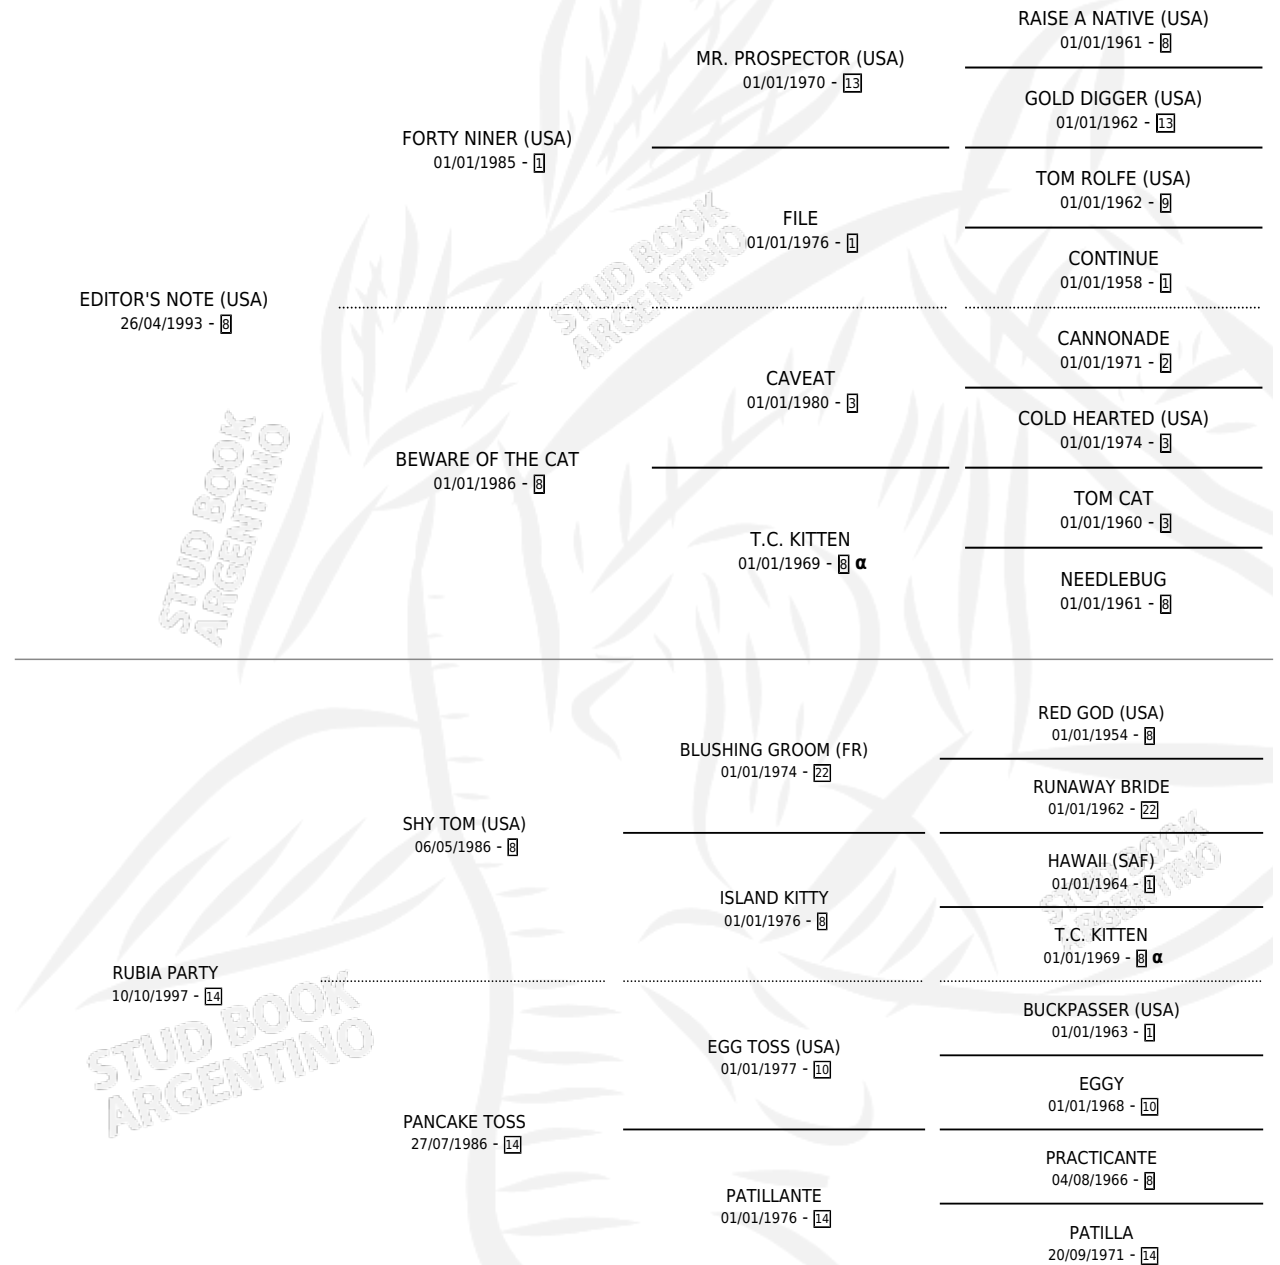 RAISE A NATIVE (USA)
01/01/1961 - 8
MR. PROSPECTOR (USA)
01/01/1970 - 13
GOLD DIGGER (USA)
01/01/1962 - 13
FORTY NINER (USA)
01/01/1985 - 1
TOM ROLFE (USA)
01/01/1962 - 9
FILE
01/01/1976 - 1
CONTINUE
01/01/1958 - 1
EDITOR'S NOTE (USA)
26/04/1993 - 8
STUD BOOK
ARGENTINO
CANNONADE
01/01/1971 - 2
CAVEAT
01/01/1980 - 3
COLD HEARTED (USA)
01/01/1974 - 3
BEWARE OF THE CAT
01/01/1986 - 8
TOM CAT
01/01/1960 - 3
T.C. KITTEN
01/01/1969 - 8 α
NEEDLEBUG
01/01/1961 - 8
STUD BOOK
ARGENTINO
RED GOD (USA)
01/01/1954 - 8
BLUSHING GROOM (FR)
01/01/1974 - 22
RUNAWAY BRIDE
01/01/1962 - 22
SHY TOM (USA)
06/05/1986 - 8
HAWAII (SAF)
01/01/1964 - 1
ISLAND KITTY
01/01/1976 - 8
T.C. KITTEN
01/01/1969 - 8 α
STUD BOOK
ARGENTINO
RUBIA PARTY
10/10/1997 - 14
BUCKPASSER (USA)
01/01/1963 - 1
EGG TOSS (USA)
01/01/1977 - 10
EGGY
01/01/1968 - 10
STUD BOOK
ARGENTINO
PANCAKE TOSS
27/07/1986 - 14
PRACTICANTE
04/08/1966 - 8
PATILLANTE
01/01/1976 - 14
PATILLA
20/09/1971 - 14